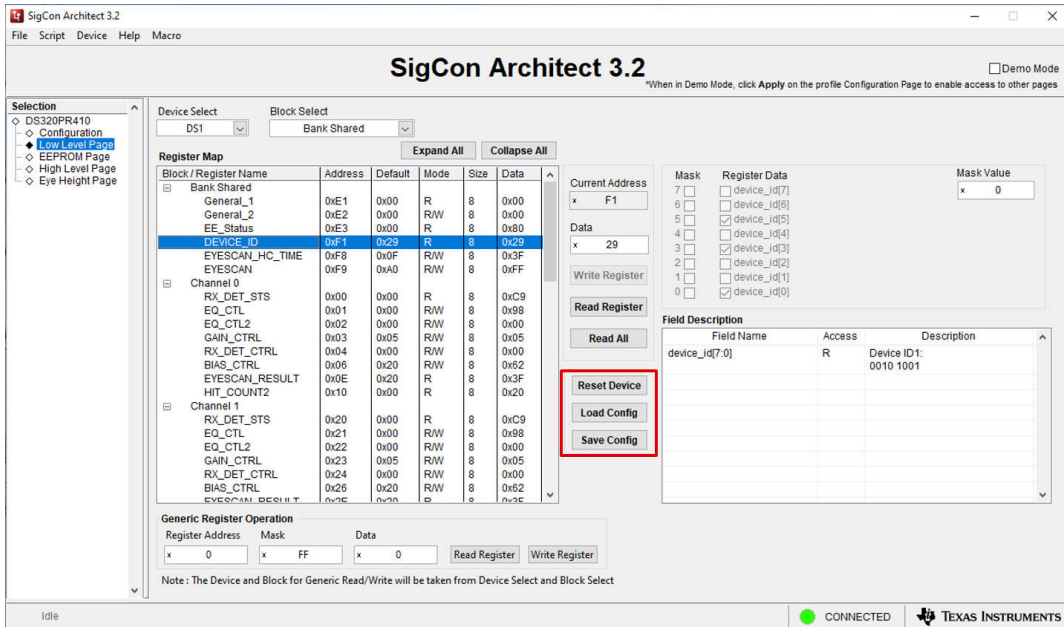 SigCon Architect 3.2
File Script Device Help Macro
SigCon Architect 3.2
Demo Mode
*When in Demo Mode, click Apply on the profile Configuration Page to enable access to other pages
Selection
DS320PR410
Configuration
Low Level Page
EEPROM Page
High Level Page
Eye Height Page
Device Select Block Select
DS1 Bank Shared
Expand All Collapse All
Register Map
Block / Register Name Address Default Mode Size Data
Bank Shared
General_1 0xE1 0x00 R 8 0x00
General_2 0xE2 0x00 R/W 8 0x00
EE_Status 0xE3 0x00 R 8 0x80
DEVICE_ID 0xF1 0x29 R 8 0x29
EYESCAN_HC_TIME 0xF8 0x0F R/W 8 0x3F
EYESCAN 0xF9 0xA0 R/W 8 0xFF
Channel 0
RX_DET_STS 0x00 0x00 R 8 0xC9
EQ_CTL 0x01 0x00 R/W 8 0x98
EQ_CTL2 0x02 0x00 R/W 8 0x00
GAIN_CTRL 0x03 0x05 R/W 8 0x05
RX_DET_CTRL 0x04 0x00 R/W 8 0x00
BIAS_CTRL 0x06 0x20 R/W 8 0x62
EYESCAN_RESULT 0x0E 0x20 R 8 0x3F
HIT_COUNT2 0x10 0x00 R 8 0x20
Channel 1
RX_DET_STS 0x20 0x00 R 8 0xC9
EQ_CTL 0x21 0x00 R/W 8 0x98
EQ_CTL2 0x22 0x00 R/W 8 0x00
GAIN_CTRL 0x23 0x05 R/W 8 0x05
RX_DET_CTRL 0x24 0x00 R/W 8 0x00
BIAS_CTRL 0x26 0x20 R/W 8 0x62
EYESCAN_RESULT 0x2E 0x20 R 8 0x3F
Current Address
x F1
Data
x 29
Write Register
Read Register
Read All
Reset Device
Load Config
Save Config
Mask Register Data Mask Value
7 device_id[7] x 0
6 device_id[6]
5 device_id[5]
4 device_id[4]
3 device_id[3]
2 device_id[2]
1 device_id[1]
0 device_id[0]
Field Description
Field Name Access Description
device_id[7:0] R Device ID1:
0010 1001
Generic Register Operation
Register Address Mask Data
x 0 x FF x 0 Read Register Write Register
Note : The Device and Block for Generic Read/Write will be taken from Device Select and Block Select
Idle CONNECTED TEXAS INSTRUMENTS